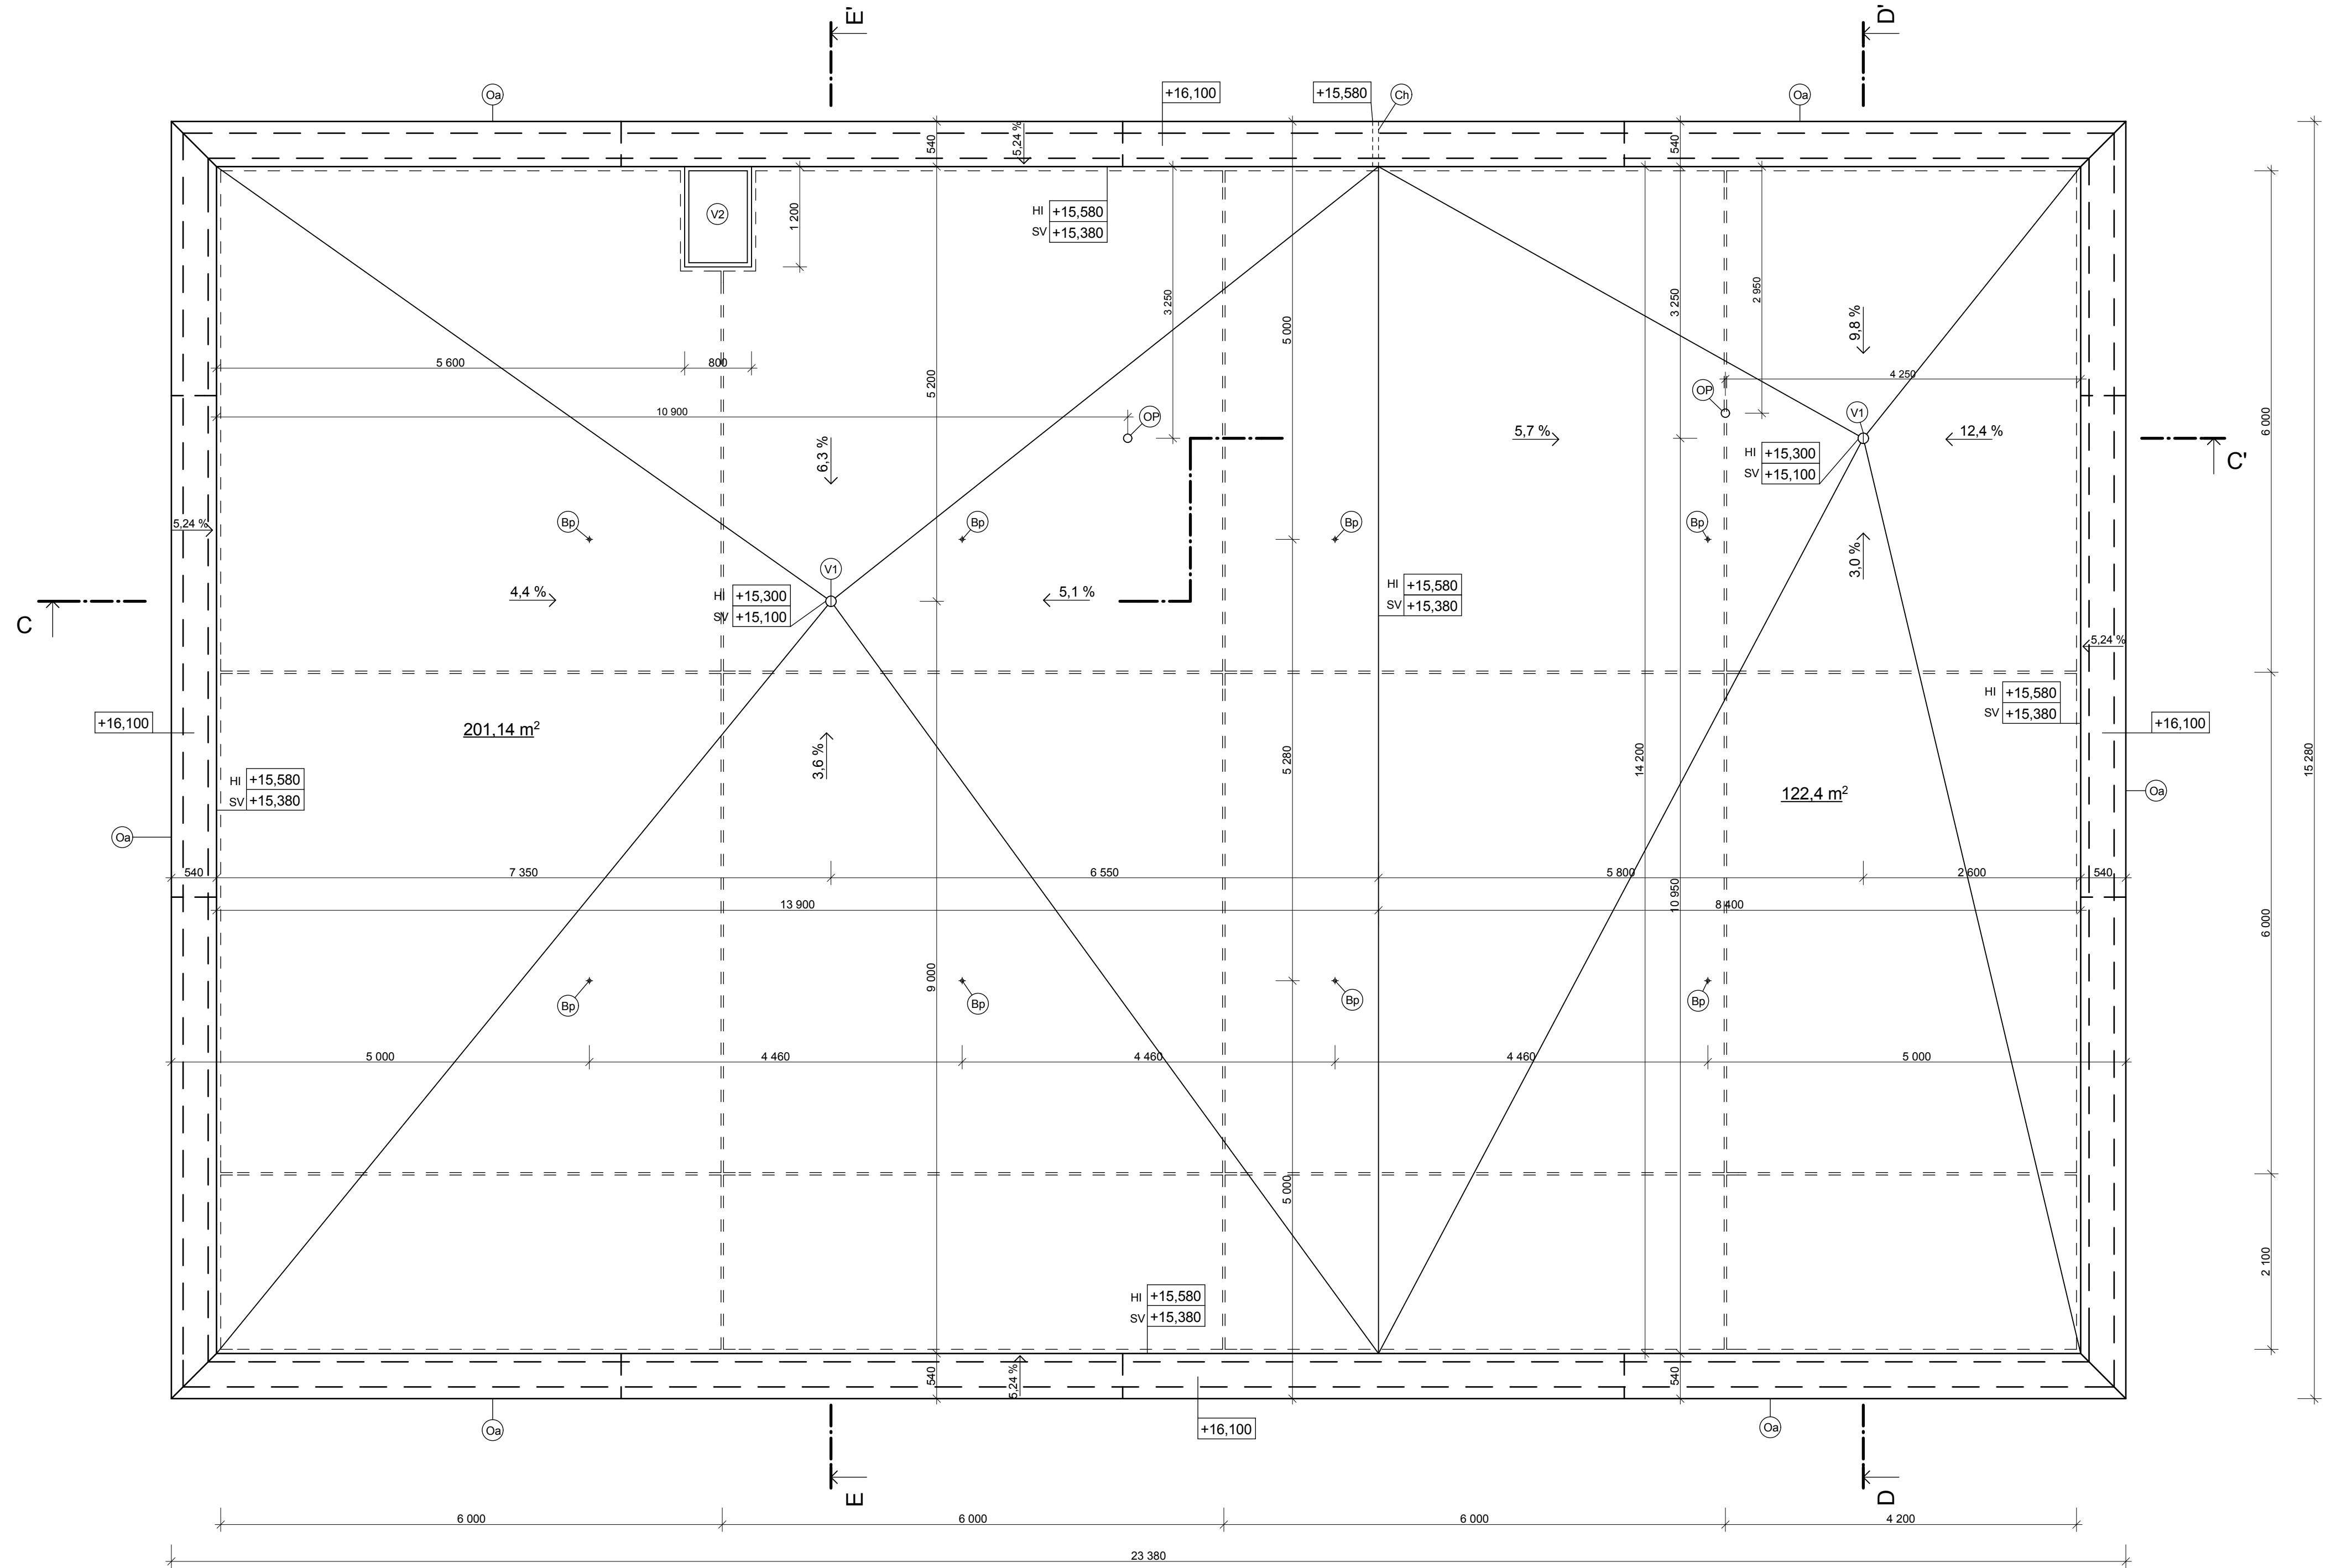 E'
D'
Oa
+16,100
+15,580
Ch
Oa
540
5,24 %
540
V2
1 200
HI +15,580
SV +15,380
3 250
5 000
3 250
2 950
9,8 %
6 000
5 600
800
5 200
4 250
10 900
OP
OP
V1
6,3 %
5,7 %
12,4 %
HI +15,300
SV +15,100
C'
5,24 %
Bp
Bp
Bp
Bp
3,0 %
V1
4,4 %
HI +15,300
SV +15,100
5,1 %
HI +15,580
SV +15,380
C
5,24 %
+16,100
201,14 m²
3,6 %
5 280
14 200
HI +15,580
SV +15,380
+16,100
15 280
HI +15,580
SV +15,380
122,4 m²
Oa
Oa
540
7 350
6 550
5 800
2 600
540
13 900
10 950
8 400
9 000
6 000
Bp
Bp
Bp
Bp
5 000
4 460
4 460
4 460
5 000
5 000
2 100
HI +15,580
SV +15,380
540
5,24 %
540
Oa
+16,100
Oa
E
D
6 000
6 000
6 000
4 200
23 380